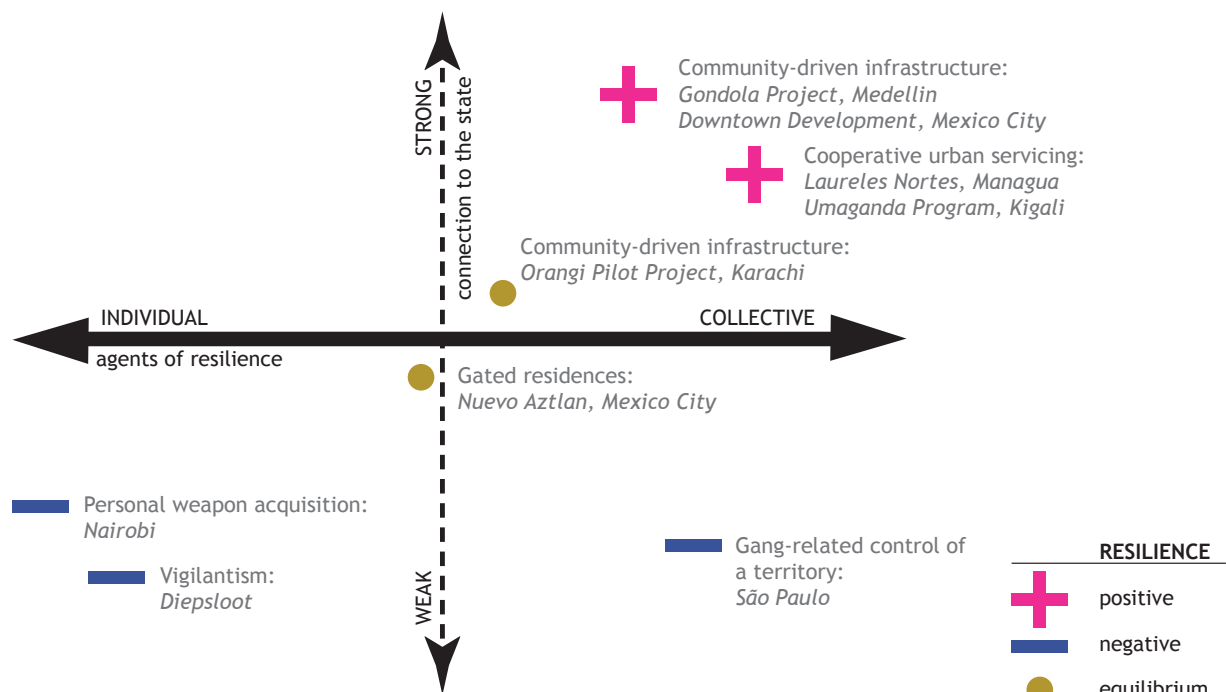 STRONG
connection to the state
Community-driven infrastructure:
Gondola Project, Medellin
Downtown Development, Mexico City
Cooperative urban servicing:
Laureles Nortes, Managua
Umaganda Program, Kigali
Community-driven infrastructure:
Orangi Pilot Project, Karachi
INDIVIDUAL
COLLECTIVE
agents of resilience
Gated residences:
Nuevo Aztlan, Mexico City
Personal weapon acquisition:
Nairobi
Vigilantism:
Diepsloot
WEAK
Gang-related control of
a territory:
São Paulo
RESILIENCE
positive
negative
equilibrium